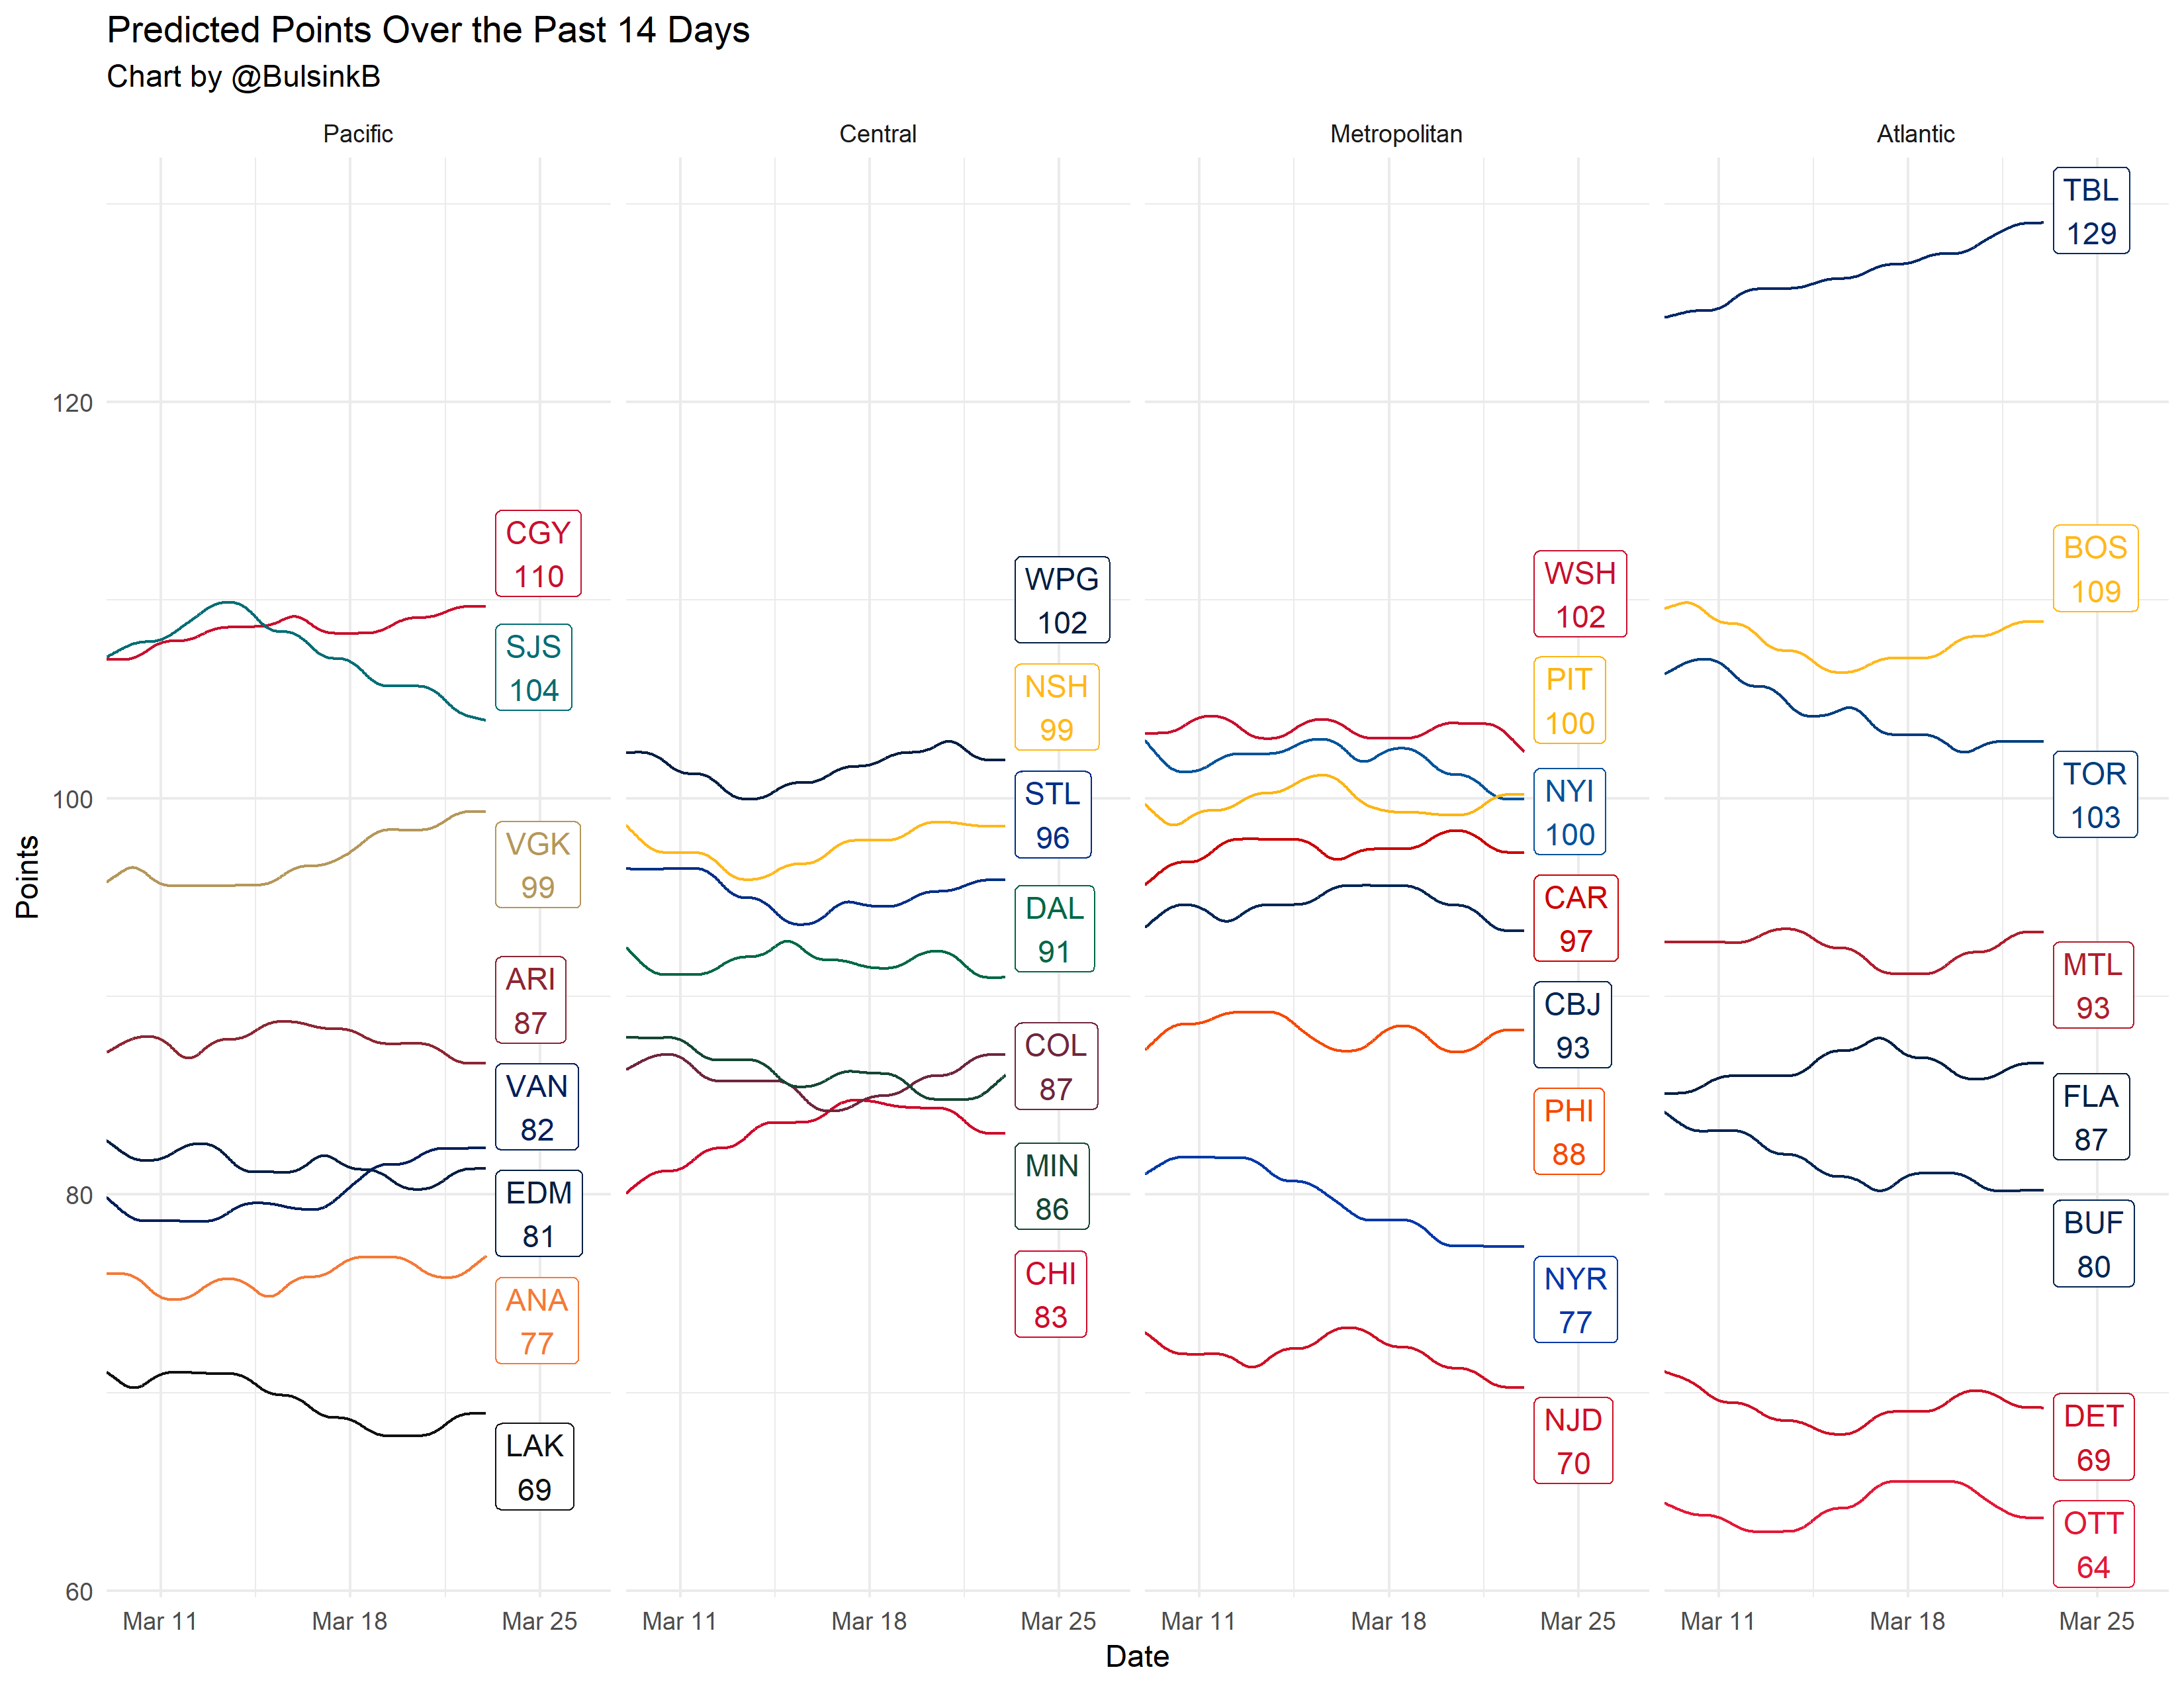 Predicted Points Over the Past 14 Days
Chart by @BulsinkB
Pacific
Central
Metropolitan
Atlantic
Points
120
100
80
60
CGY
110
SJS
104
VGK
99
ARI
87
VAN
82
EDM
81
ANA
77
LAK
69
WPG
102
NSH
99
STL
96
DAL
91
COL
87
MIN
86
CHI
83
WSH
102
PIT
100
NYI
100
CAR
97
CBJ
93
PHI
88
NYR
77
NJD
70
TBL
129
BOS
109
TOR
103
MTL
93
FLA
87
BUF
80
DET
69
OTT
64
Mar 11
Mar 18
Mar 25
Mar 11
Mar 18
Mar 25
Mar 11
Mar 18
Mar 25
Mar 11
Mar 18
Mar 25
Date